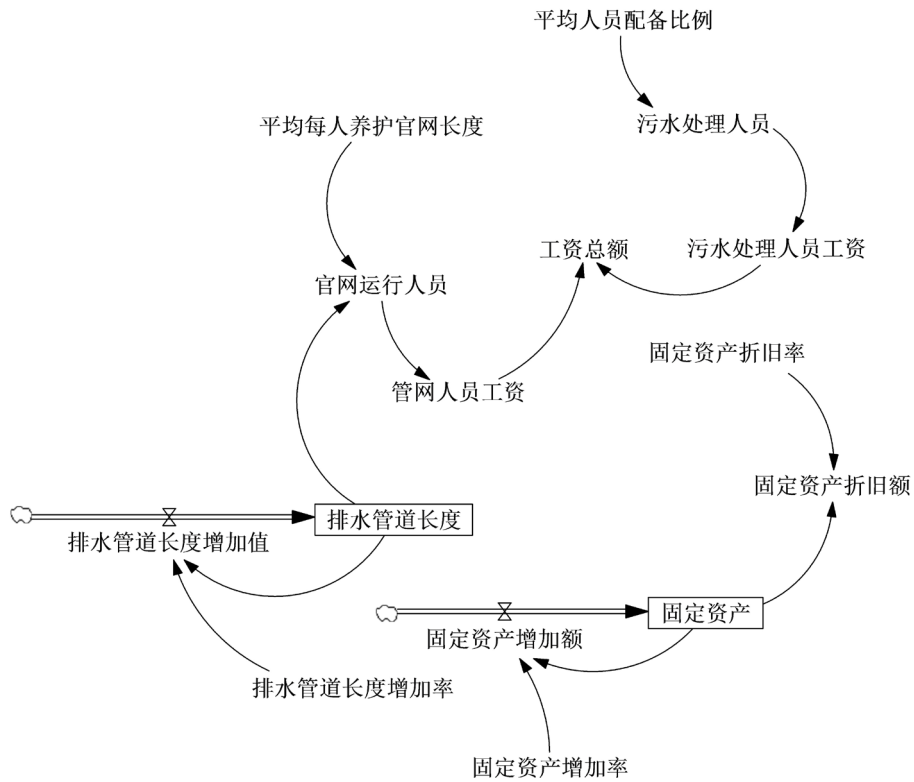 平均人员配备比例
平均每人养护官网长度
污水处理人员
工资总额
污水处理人员工资
官网运行人员
固定资产折旧率
管网人员工资
固定资产折旧额
排水管道长度
排水管道长度增加值
固定资产
固定资产增加额
排水管道长度增加率
固定资产增加率